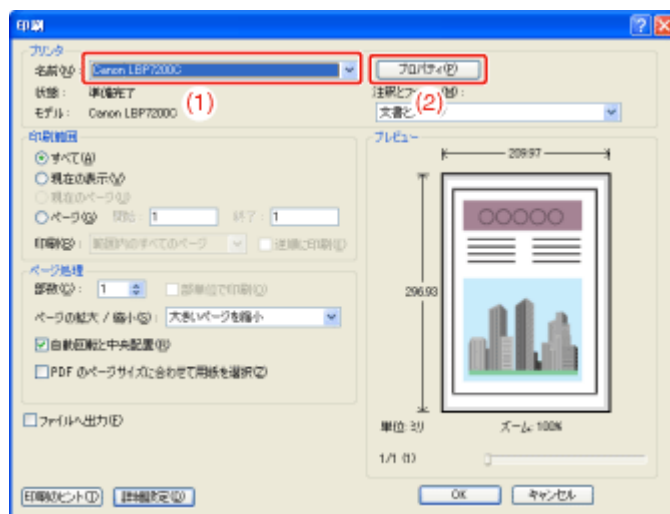 印刷
プリンタ
名前(N): Canon LBP7200C
プロパティ(P)
状態: 準備完了
(1)
(2)
モデル: Canon LBP7200C
文書と
印刷範囲
すべて(A)
現在の表示(V)
現在のページ(U)
ページ(G) 開始: 1 終了: 1
印刷(R): 範囲内のすべてのページ 逆順に印刷(E)
ページ処理
部数(C): 1 部単位で印刷(O)
ページの拡大 / 縮小(S): 大きいページを縮小
自動回転と中央配置(R)
PDF のページサイズに合わせて用紙を選択(Z)
ファイルへ出力(F)
印刷のヒント(T) 詳細設定(D)
プレビュー
209.97
296.93
○○○○○
単位: ミリ ズーム: 100%
1/1 (1)
OK キャンセル